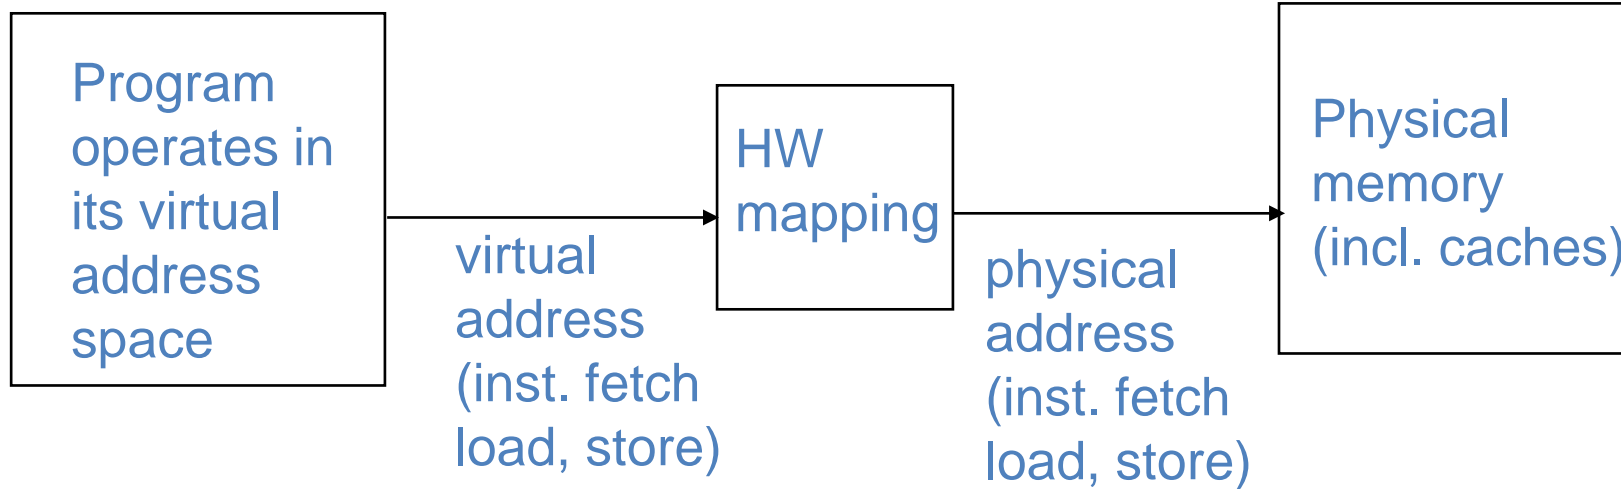 Program
operates in
its virtual
address
space
virtual
address
(inst. fetch
load, store)
HW
mapping
physical
address
(inst. fetch
load, store)
Physical
memory
(incl. caches)